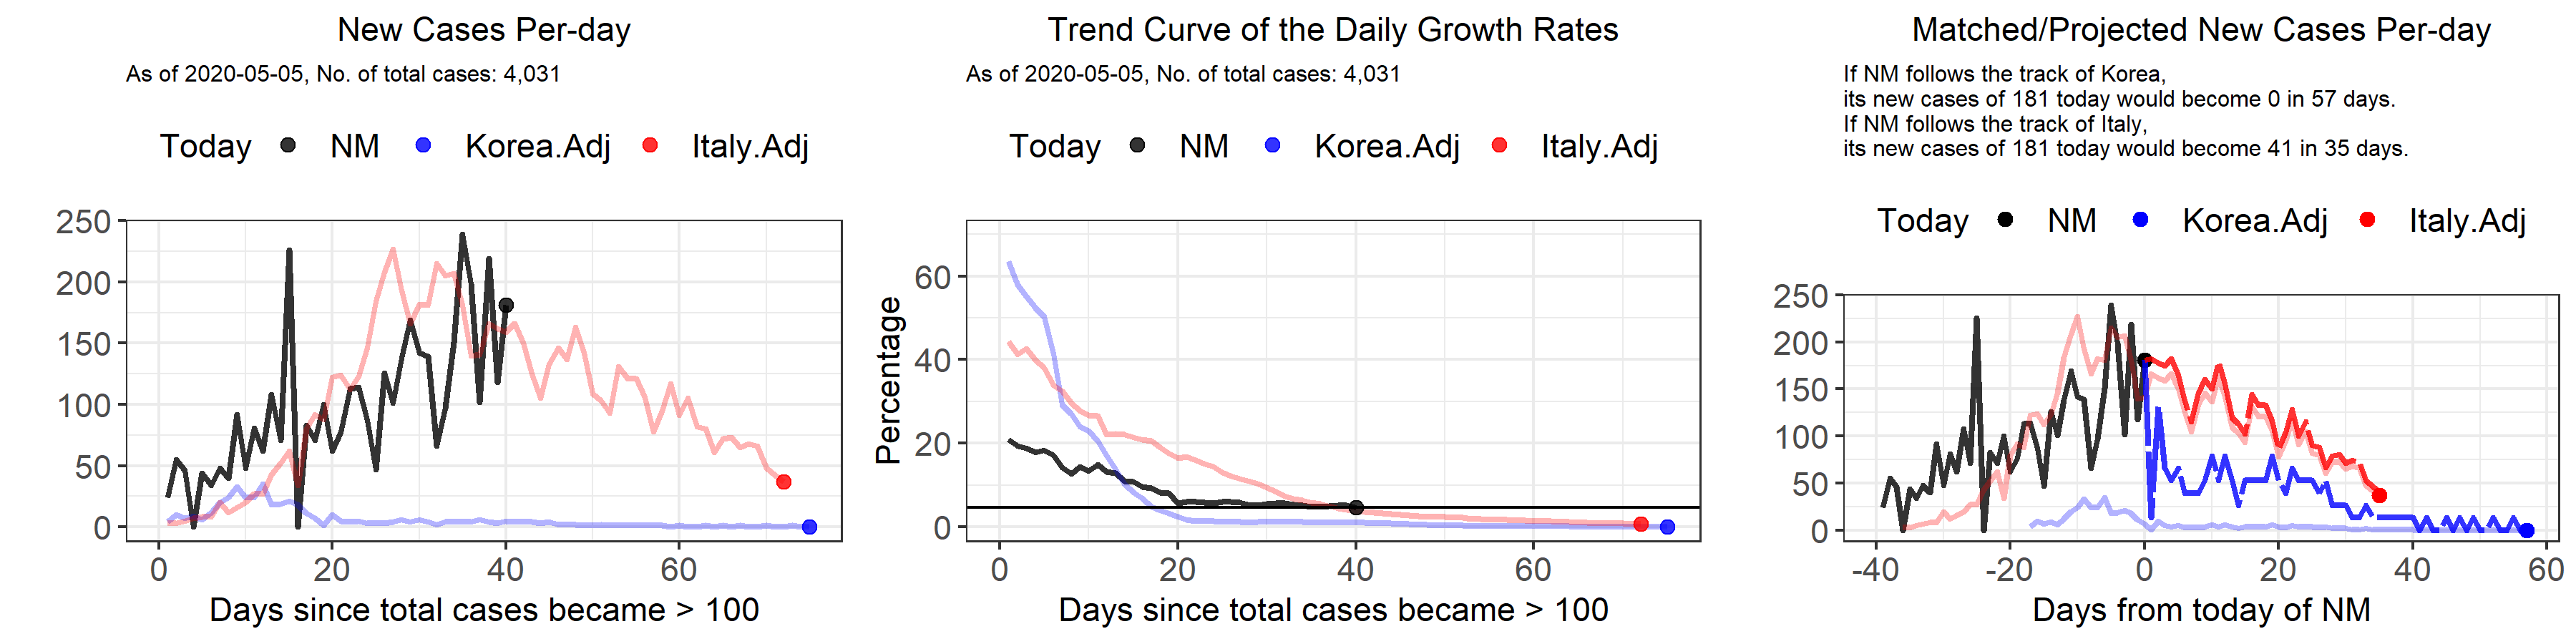 New Cases Per-day
As of 2020-05-05, No. of total cases: 4,031
Today NM Korea.Adj Italy.Adj
250
200
150
100
50
0
0 20 40 60
Days since total cases became > 100
Trend Curve of the Daily Growth Rates
As of 2020-05-05, No. of total cases: 4,031
Today NM Korea.Adj Italy.Adj
Percentage
60
40
20
0
0 20 40 60
Days since total cases became > 100
Matched/Projected New Cases Per-day
If NM follows the track of Korea,
its new cases of 181 today would become 0 in 57 days.
If NM follows the track of Italy,
its new cases of 181 today would become 41 in 35 days.
Today NM Korea.Adj Italy.Adj
250
200
150
100
50
0
-40 -20 0 20 40 60
Days from today of NM